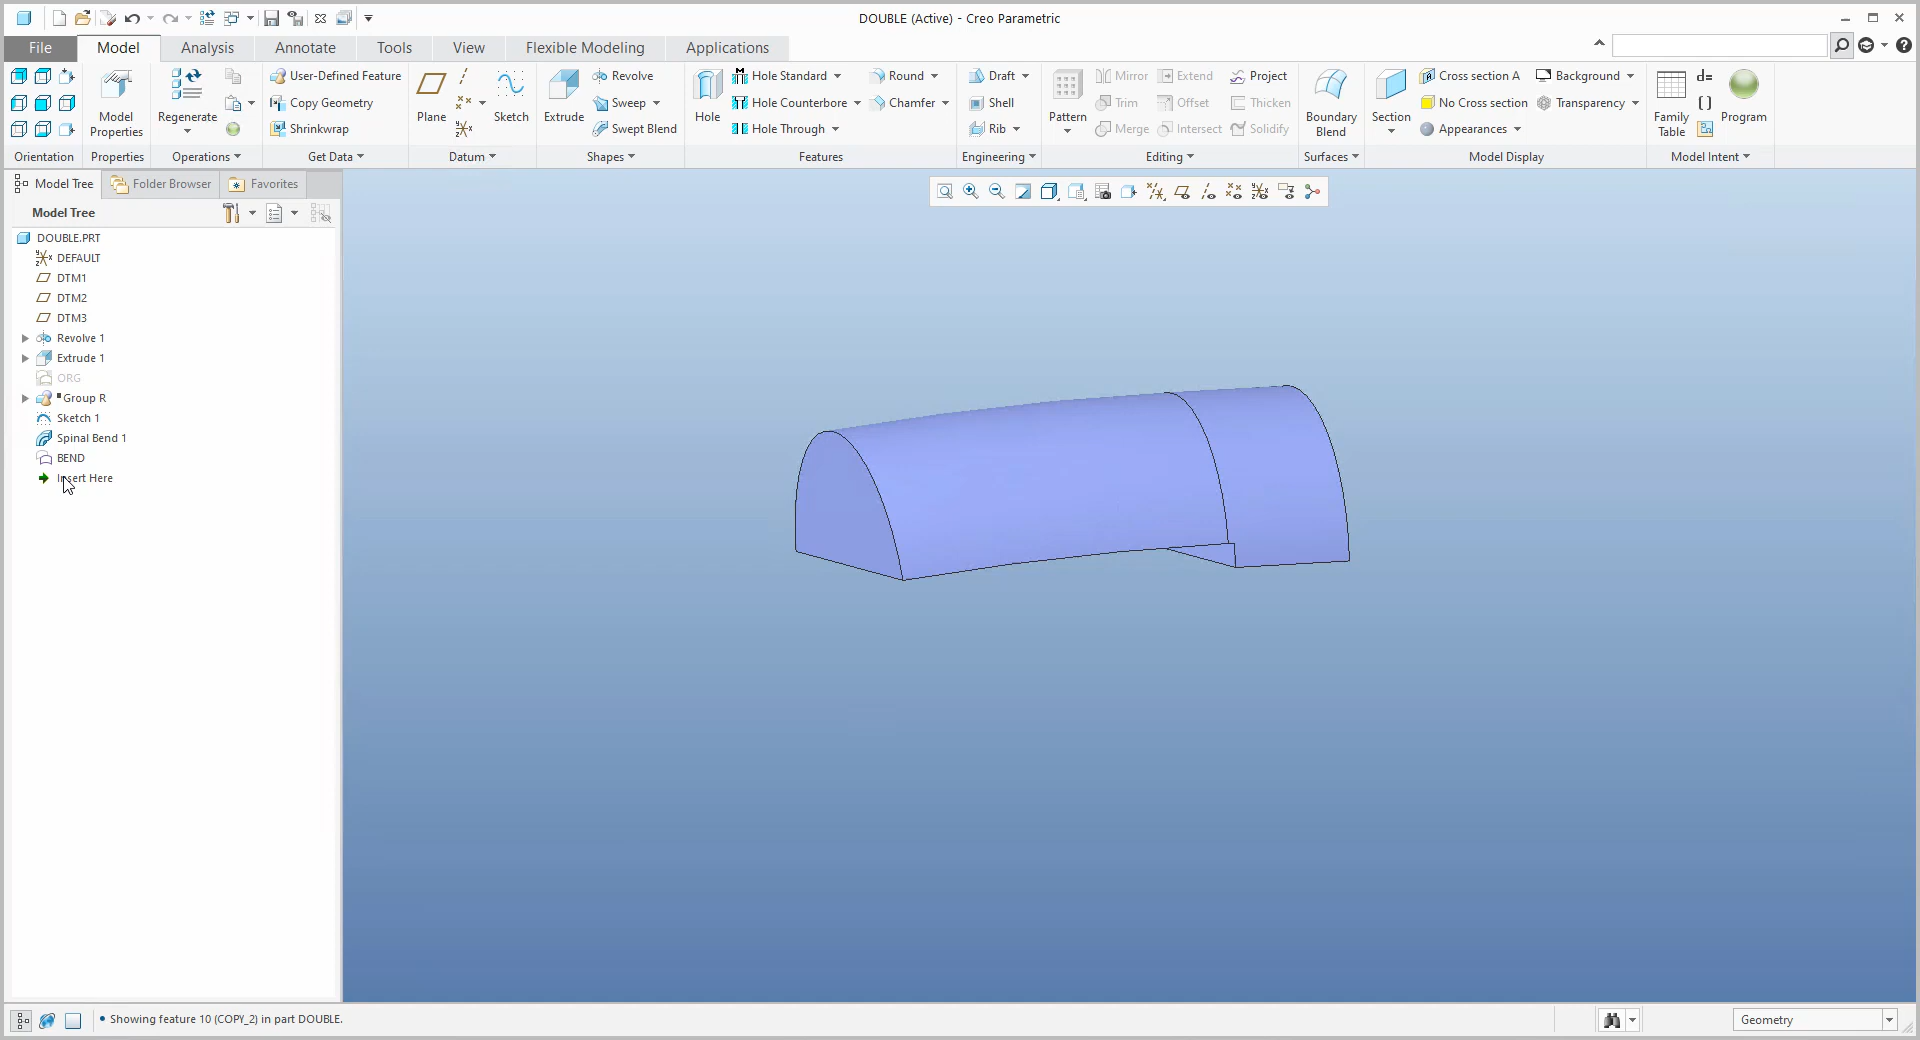 DOUBLE (Active) - Creo Parametric
File Model Analysis Annotate Tools View Flexible Modeling Applications
Model Properties
Regenerate
User-Defined Feature
Copy Geometry
Shrinkwrap
Plane
Sketch
Extrude
Revolve
Sweep
Swept Blend
Hole
Hole Standard
Hole Counterbore
Hole Through
Round
Chamfer
Draft
Shell
Rib
Pattern
Mirror
Trim
Merge
Extend
Offset
Intersect
Project
Thicken
Solidify
Boundary Blend
Section
Cross section A
No Cross section
Appearances
Background
Transparency
Family Table
d=
Program
Orientation Properties Operations Get Data Datum Shapes Features Engineering Editing Surfaces Model Display Model Intent
Model Tree Folder Browser Favorites
Model Tree
DOUBLE.PRT
DEFAULT
DTM1
DTM2
DTM3
Revolve 1
Extrude 1
ORG
Group R
Sketch 1
Spinal Bend 1
BEND
Insert Here
• Showing feature 10 (COPY_2) in part DOUBLE.
Geometry